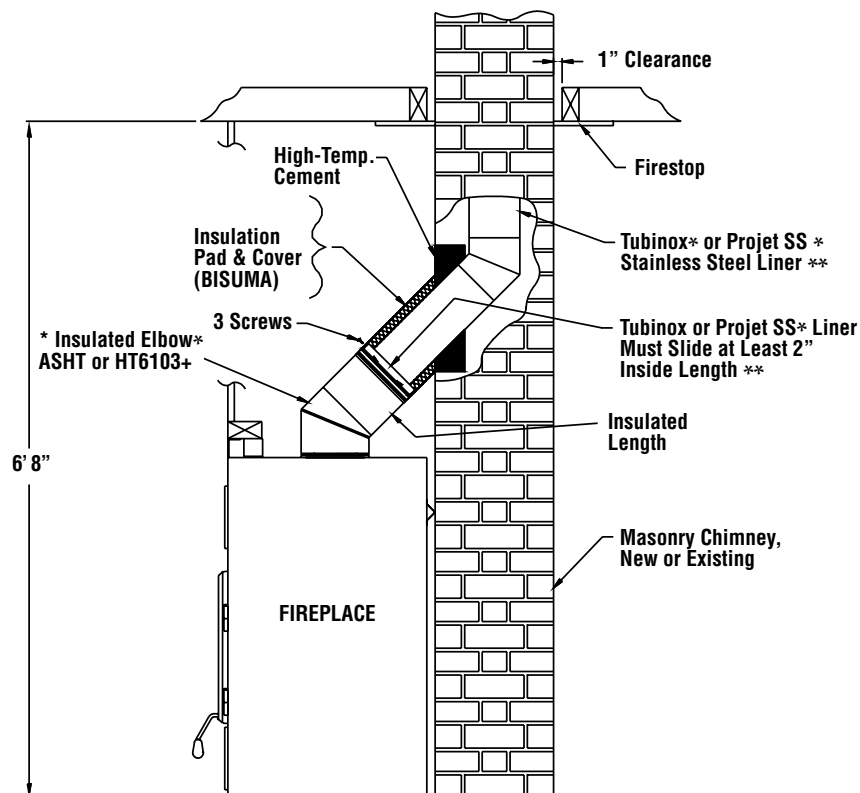 1” Clearance
High-Temp.
Cement
Firestop
Insulation
Pad & Cover
(BISUMA)
Tubinox* or Projet SS *
Stainless Steel Liner **
3 Screws
* Insulated Elbow*
ASHT or HT6103+
Tubinox or Projet SS* Liner
Must Slide at Least 2”
Inside Length **
Insulated
Length
6’ 8”
Masonry Chimney,
New or Existing
FIREPLACE